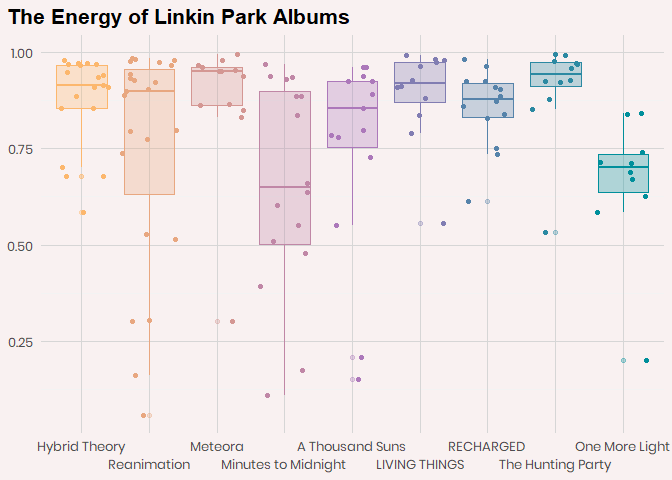 The Energy of Linkin Park Albums
1.00
0.75
0.50
0.25
Hybrid Theory Meteora A Thousand Suns RECHARGED One More Light
Reanimation Minutes to Midnight LIVING THINGS The Hunting Party